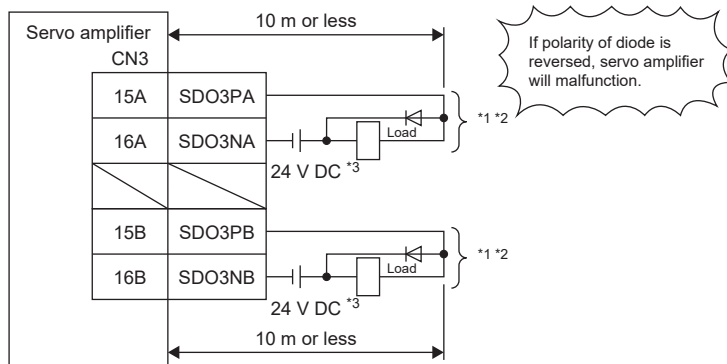 10 m or less
Servo amplifier
CN3
If polarity of diode is
reversed, servo amplifier
will malfunction.
15A SDO3PA
*1 *2
Load
16A SDO3NA
24 V DC *3
15B SDO3PB
*1 *2
Load
16B SDO3NB
24 V DC *3
10 m or less